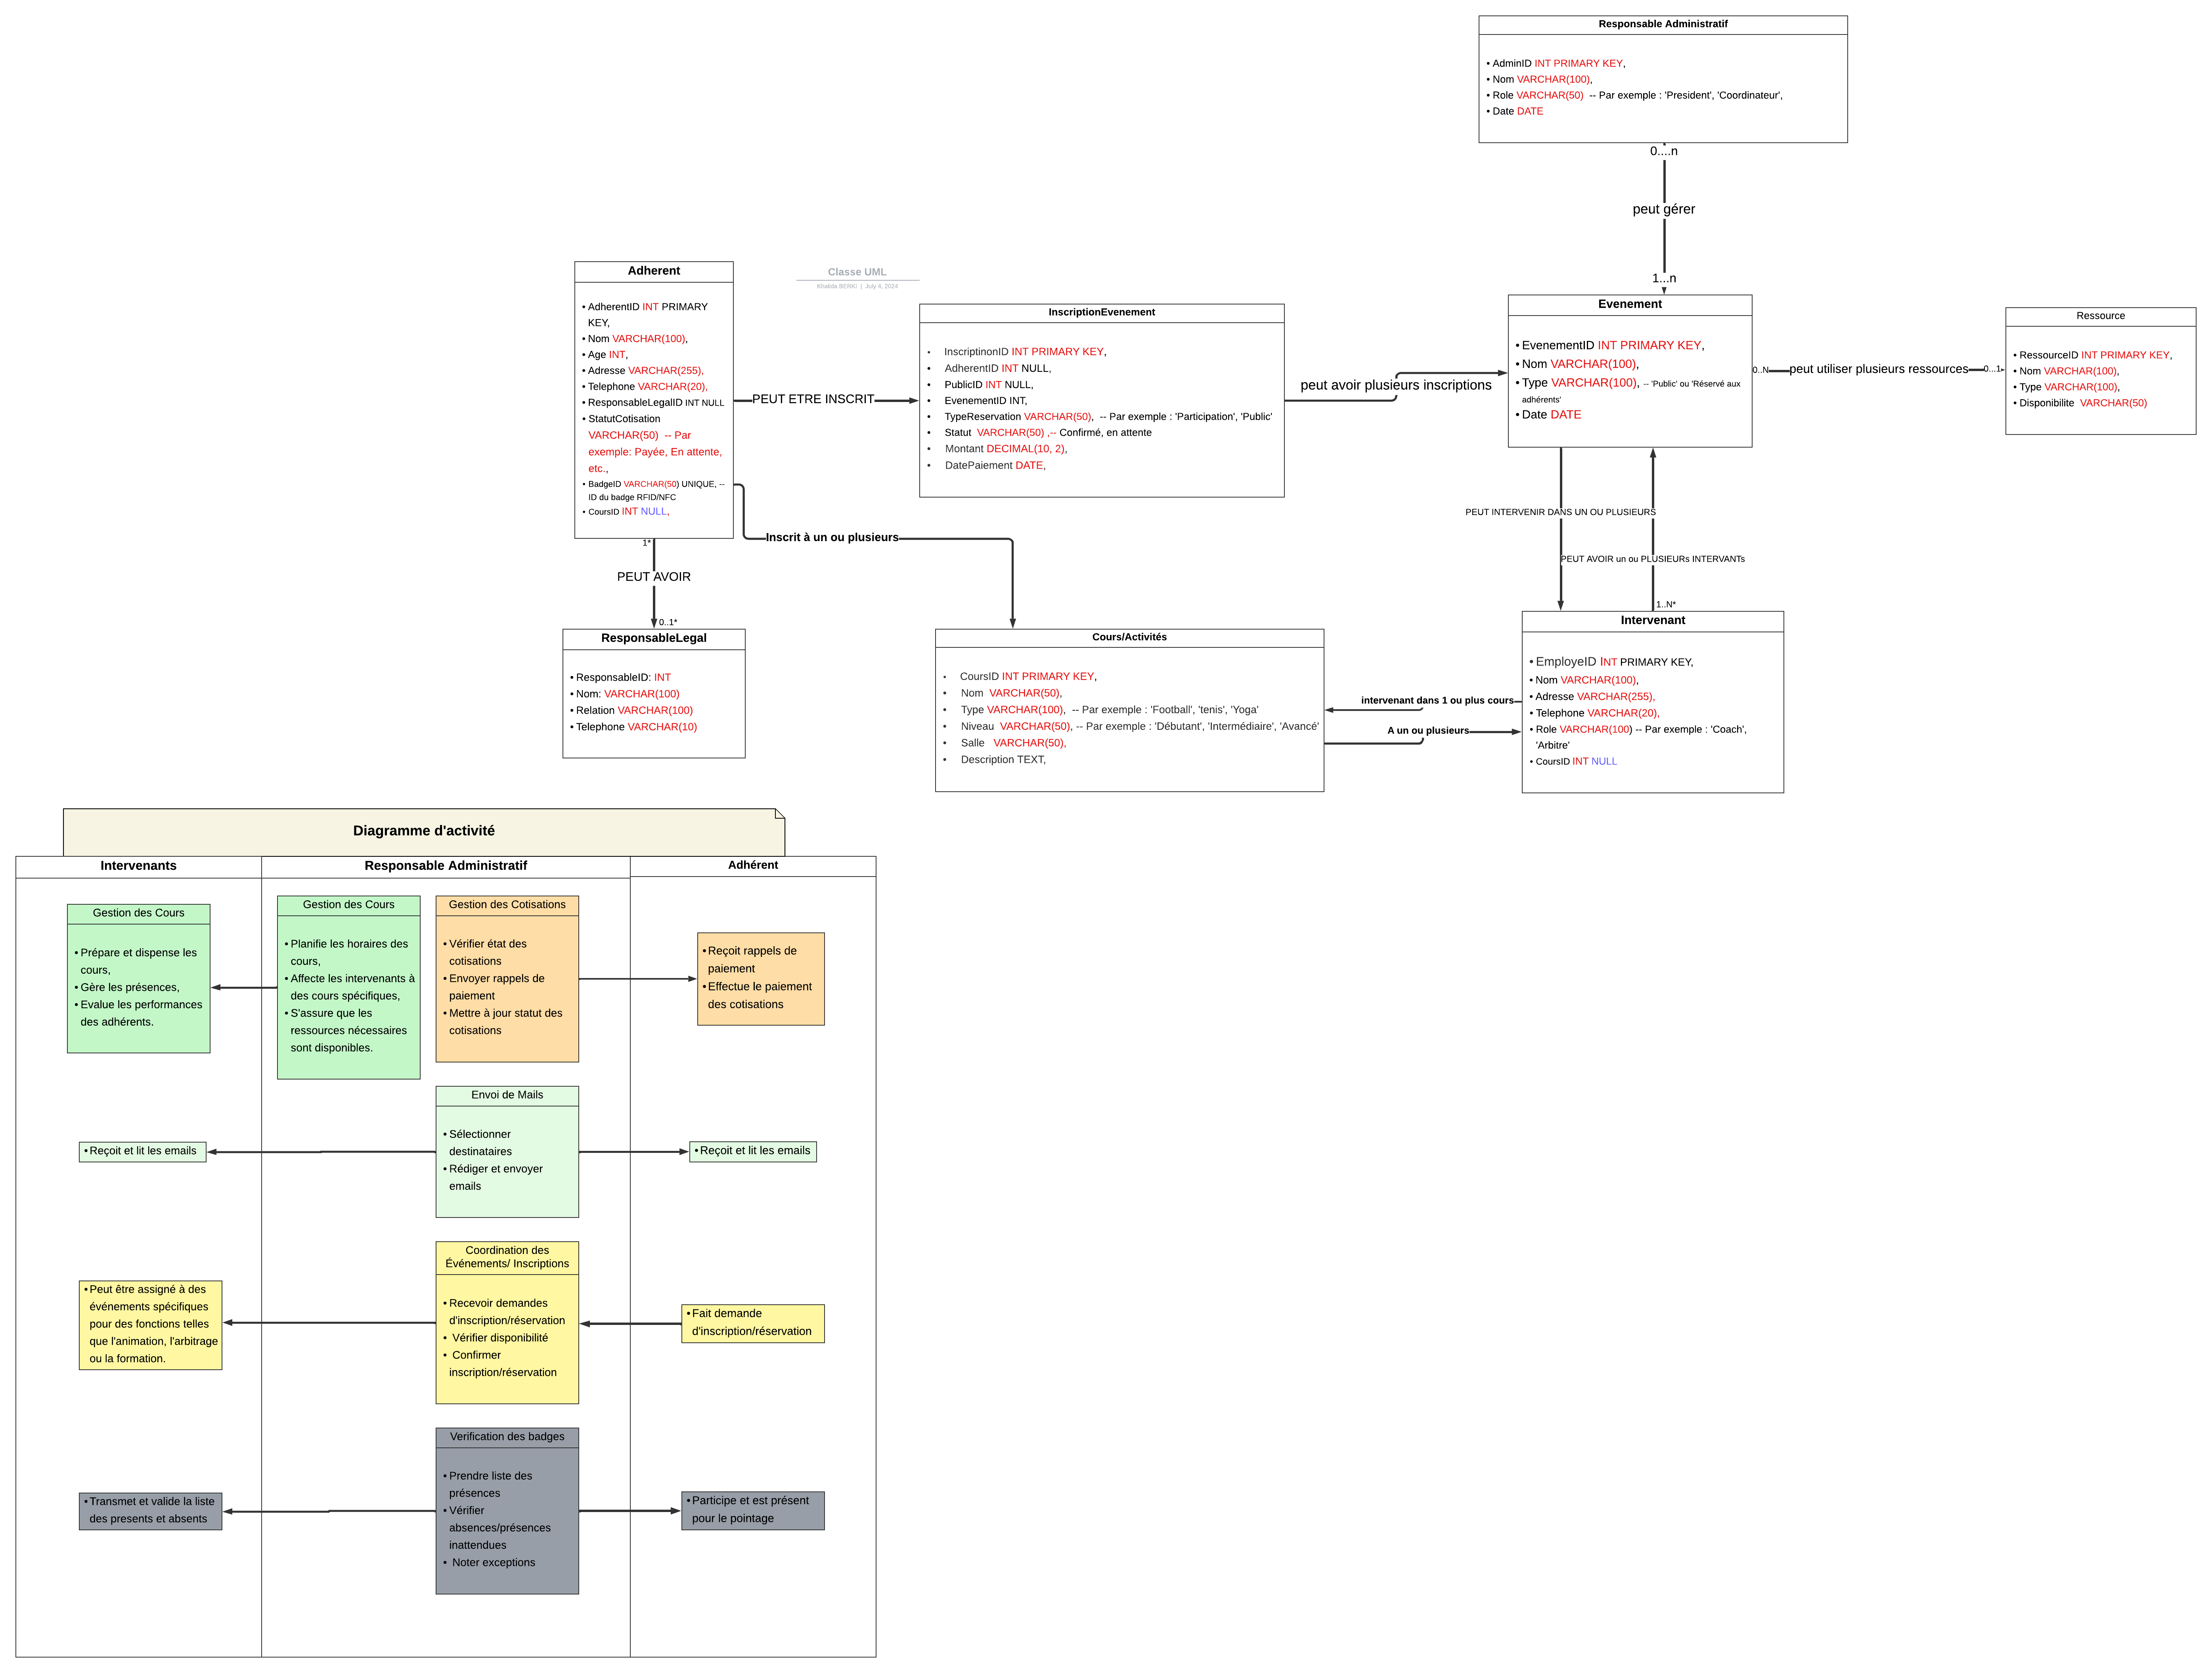 Responsable Administratif
• AdminID INT PRIMARY KEY,
• Nom VARCHAR(100),
• Role VARCHAR(50)  -- Par exemple : 'President', 'Coordinateur',
• Date DATE
0....n
peut gérer
1...n
Classe UML
Khalida BERKI | July 4, 2024
Adherent
• AdherentID INT PRIMARY
KEY,
• Nom VARCHAR(100),
• Age INT,
• Adresse VARCHAR(255),
• Telephone VARCHAR(20),
• ResponsableLegalID INT NULL
• StatutCotisation
VARCHAR(50)  -- Par
exemple: Payée, En attente,
etc.,
• BadgeID VARCHAR(50) UNIQUE, --
ID du badge RFID/NFC
• CoursID INT NULL,
PEUT ETRE INSCRIT
InscriptionEvenement
• InscriptinonID INT PRIMARY KEY,
• AdherentID INT NULL,
• PublicID INT NULL,
• EvenementID INT,
• TypeReservation VARCHAR(50),  -- Par exemple : 'Participation', 'Public'
• Statut  VARCHAR(50) ,-- Confirmé, en attente
• Montant DECIMAL(10, 2),
• DatePaiement DATE,
peut avoir plusieurs inscriptions
Evenement
• EvenementID INT PRIMARY KEY,
• Nom VARCHAR(100),
• Type VARCHAR(100), -- 'Public' ou 'Réservé aux
adhérents'
• Date DATE
0..N
peut utiliser plusieurs ressources
0...1
Ressource
• RessourceID INT PRIMARY KEY,
• Nom VARCHAR(100),
• Type VARCHAR(100),
• Disponibilite  VARCHAR(50)
PEUT INTERVENIR DANS UN OU PLUSIEURS
PEUT AVOIR un ou PLUSIEURs INTERVANTs
1..N*
Inscrit à un ou plusieurs
1*
PEUT AVOIR
0..1*
ResponsableLegal
• ResponsableID: INT
• Nom: VARCHAR(100)
• Relation VARCHAR(100)
• Telephone VARCHAR(10)
Cours/Activités
• CoursID INT PRIMARY KEY,
• Nom  VARCHAR(50),
• Type VARCHAR(100),  -- Par exemple : 'Football', 'tenis', 'Yoga'
• Niveau  VARCHAR(50), -- Par exemple : 'Débutant', 'Intermédiaire', 'Avancé'
• Salle   VARCHAR(50),
• Description TEXT,
intervenant dans 1 ou plus cours
A un ou plusieurs
Intervenant
• EmployeID INT PRIMARY KEY,
• Nom VARCHAR(100),
• Adresse VARCHAR(255),
• Telephone VARCHAR(20),
• Role VARCHAR(100) -- Par exemple : 'Coach',
'Arbitre'
• CoursID INT NULL
Diagramme d'activité
Intervenants
Responsable Administratif
Adhérent
Gestion des Cours
• Prépare et dispense les
cours,
• Gère les présences,
• Evalue les performances
des adhérents.
Gestion des Cours
• Planifie les horaires des
cours,
• Affecte les intervenants à
des cours spécifiques,
• S'assure que les
ressources nécessaires
sont disponibles.
Gestion des Cotisations
• Vérifier état des
cotisations
• Envoyer rappels de
paiement
• Mettre à jour statut des
cotisations
• Reçoit rappels de
paiement
• Effectue le paiement
des cotisations
• Reçoit et lit les emails
Envoi de Mails
• Sélectionner
destinataires
• Rédiger et envoyer
emails
• Reçoit et lit les emails
• Peut être assigné à des
événements spécifiques
pour des fonctions telles
que l'animation, l'arbitrage
ou la formation.
Coordination des
Événements/ Inscriptions
• Recevoir demandes
d'inscription/réservation
• Vérifier disponibilité
• Confirmer
inscription/réservation
• Fait demande
d'inscription/réservation
• Transmet et valide la liste
des presents et absents
Verification des badges
• Prendre liste des
présences
• Vérifier
absences/présences
inattendues
• Noter exceptions
• Participe et est présent
pour le pointage